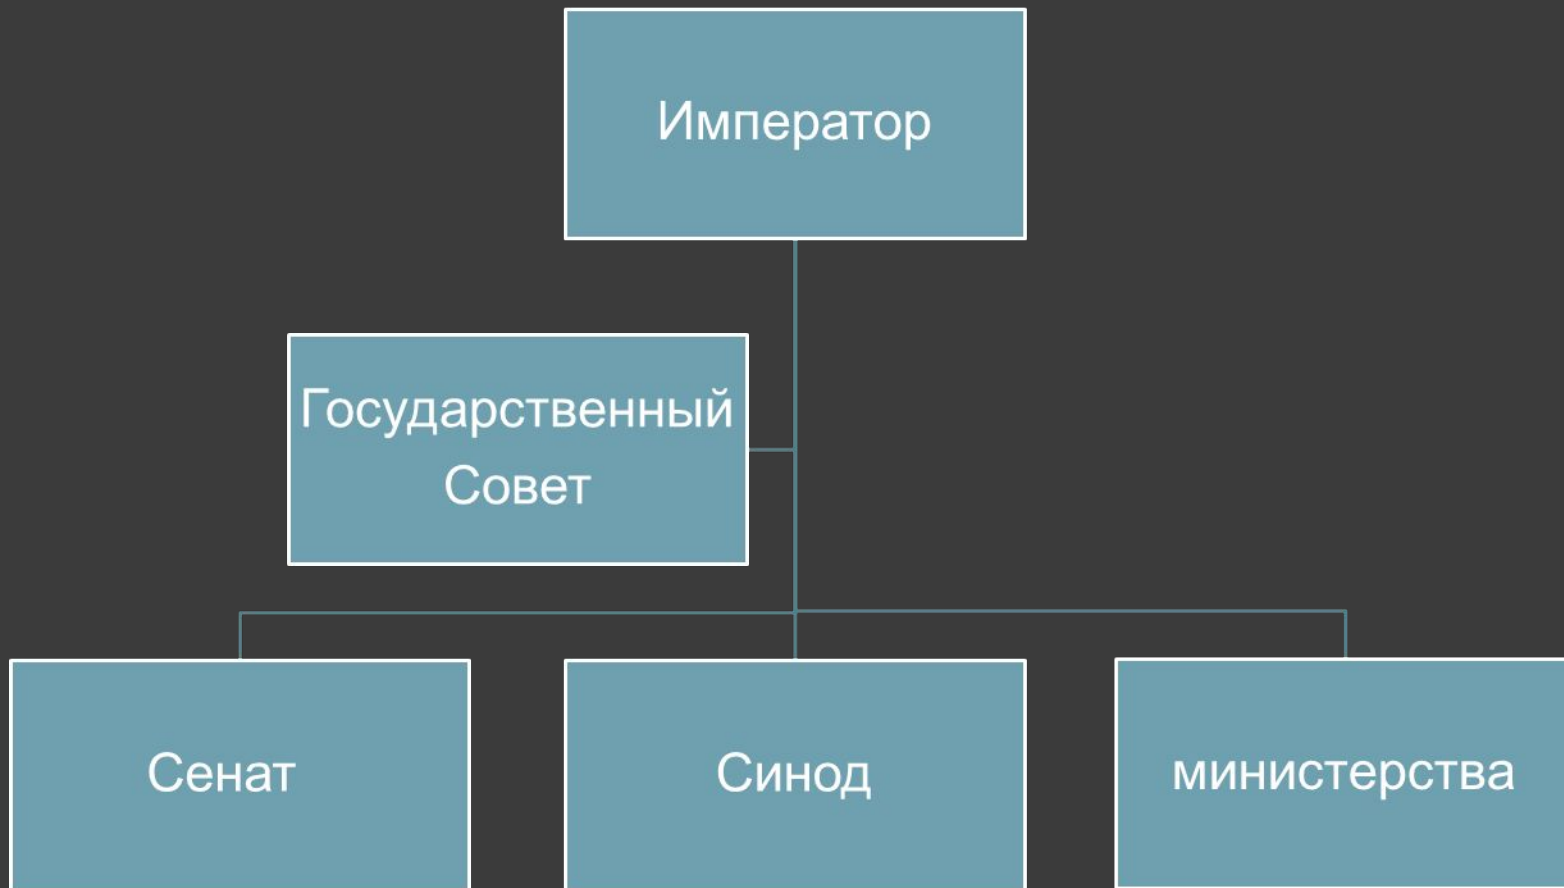 Император
Государственный
Совет
Сенат
Синод
министерства